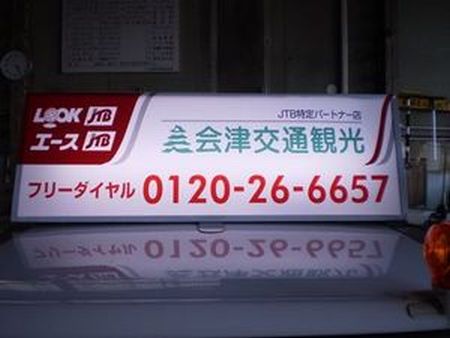 LOOK JTB
エース JTB
JTB特定パートナー店
会津交通観光
フリーダイヤル 0120-26-6657